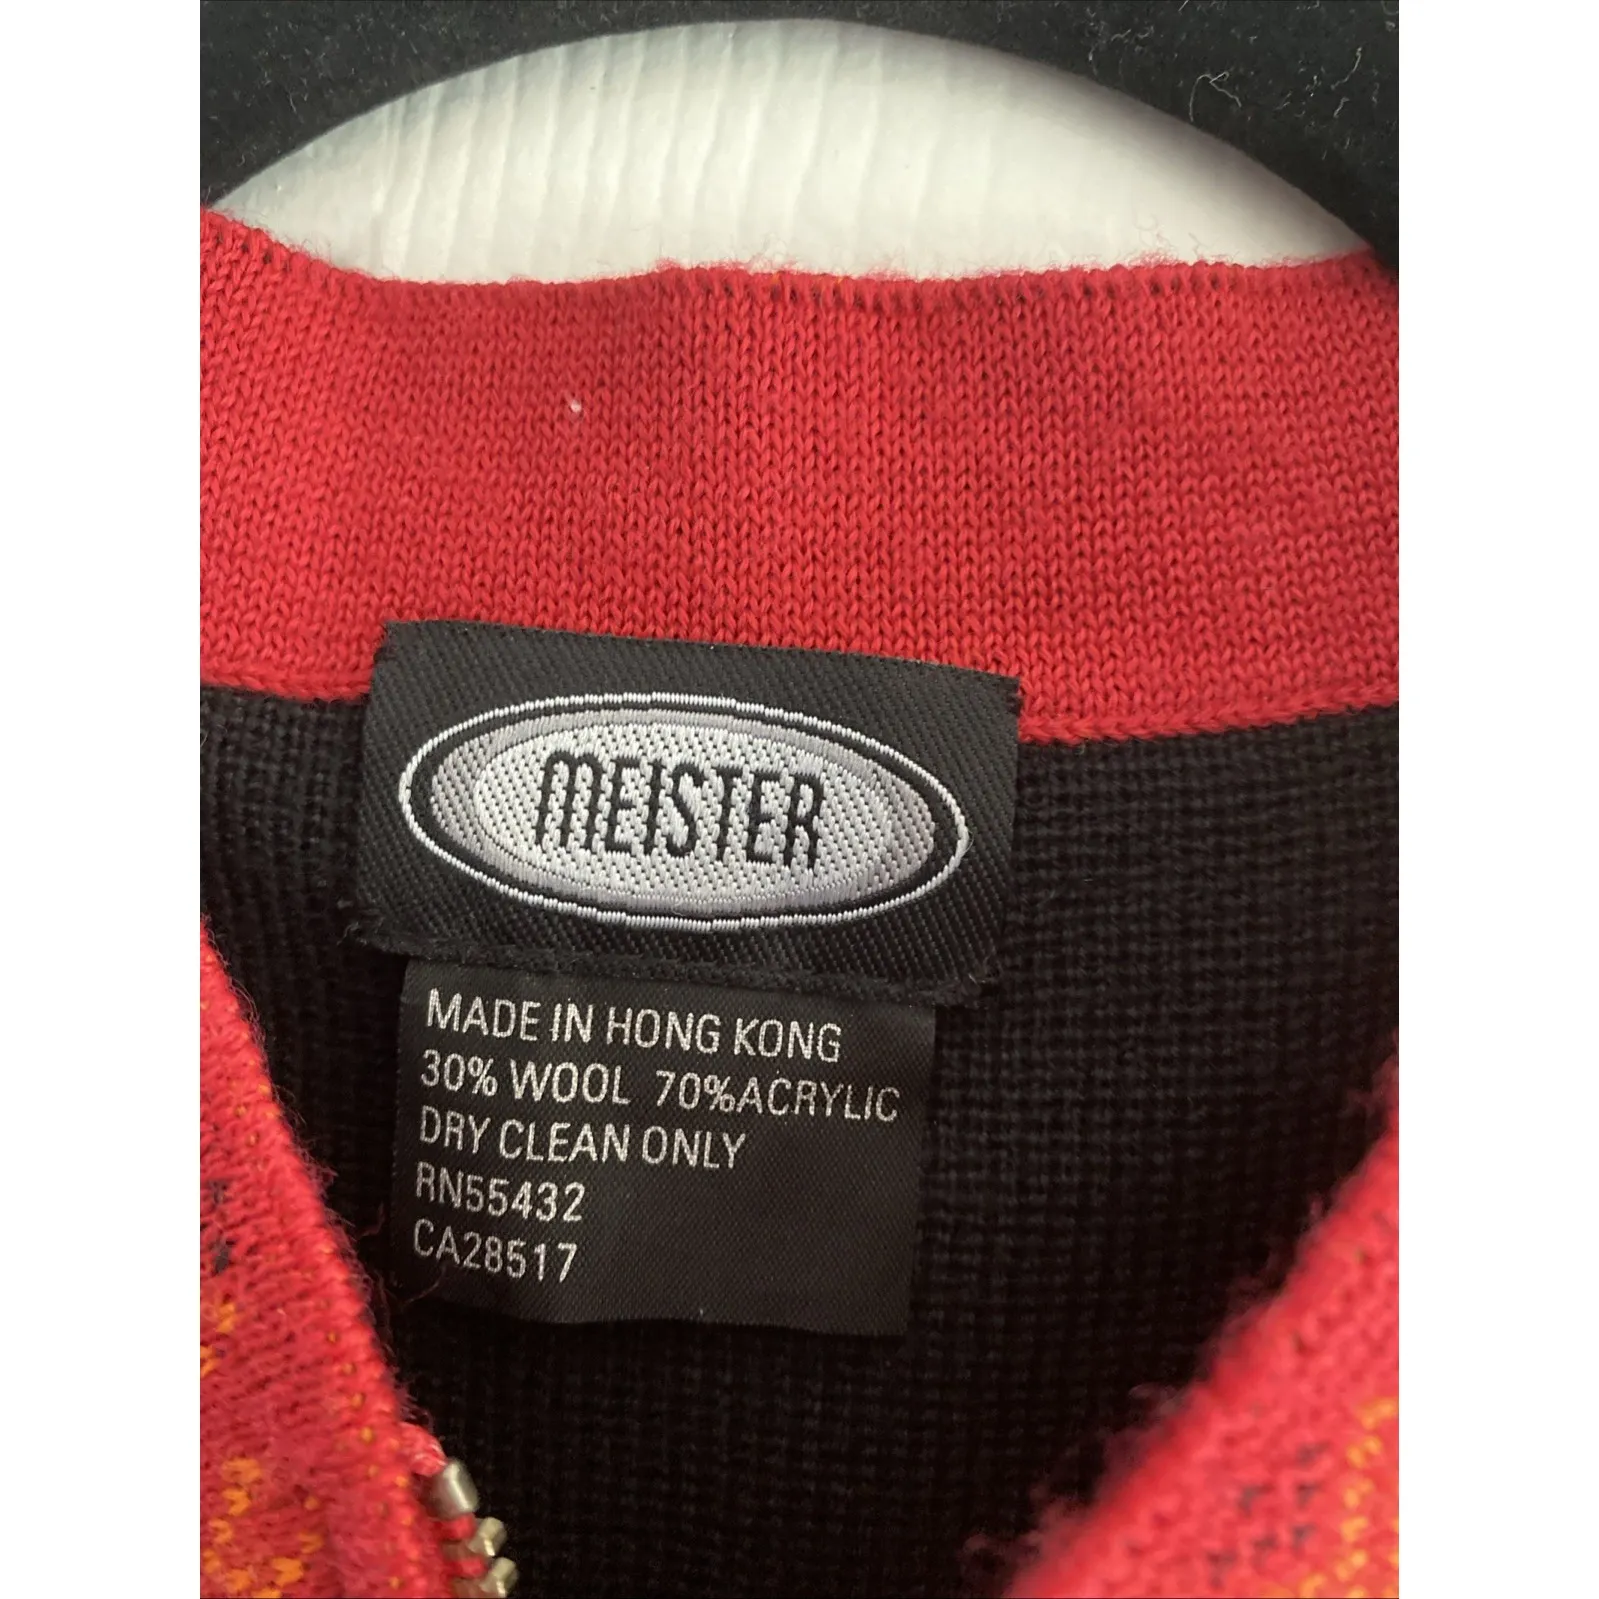 MEISTER
MADE IN HONG KONG
30% WOOL 70%ACRYLIC
DRY CLEAN ONLY
RN55432
CA28517